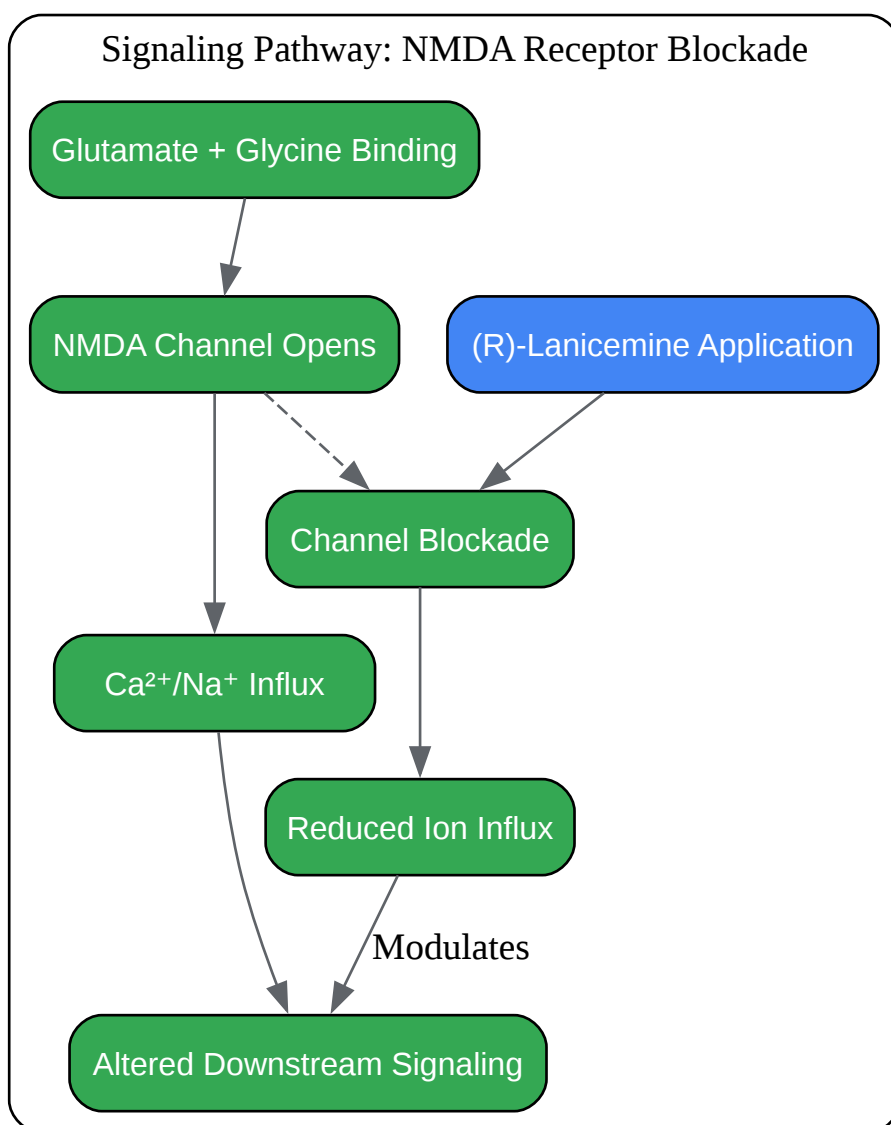 Signaling Pathway: NMDA Receptor Blockade
Glutamate + Glycine Binding
NMDA Channel Opens
(R)-Lanicemine Application
Channel Blockade
Ca²⁺/Na⁺ Influx
Reduced Ion Influx
Modulates
Altered Downstream Signaling